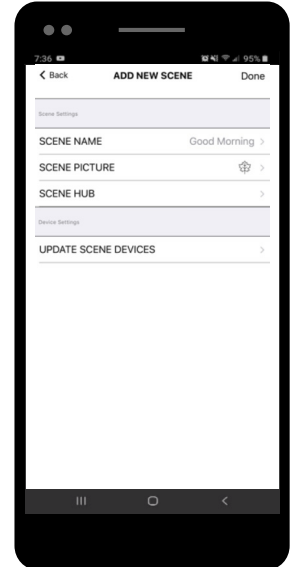 7:36 95%
Back ADD NEW SCENE Done
Scene Settings
SCENE NAME Good Morning
SCENE PICTURE
SCENE HUB
Device Settings
UPDATE SCENE DEVICES